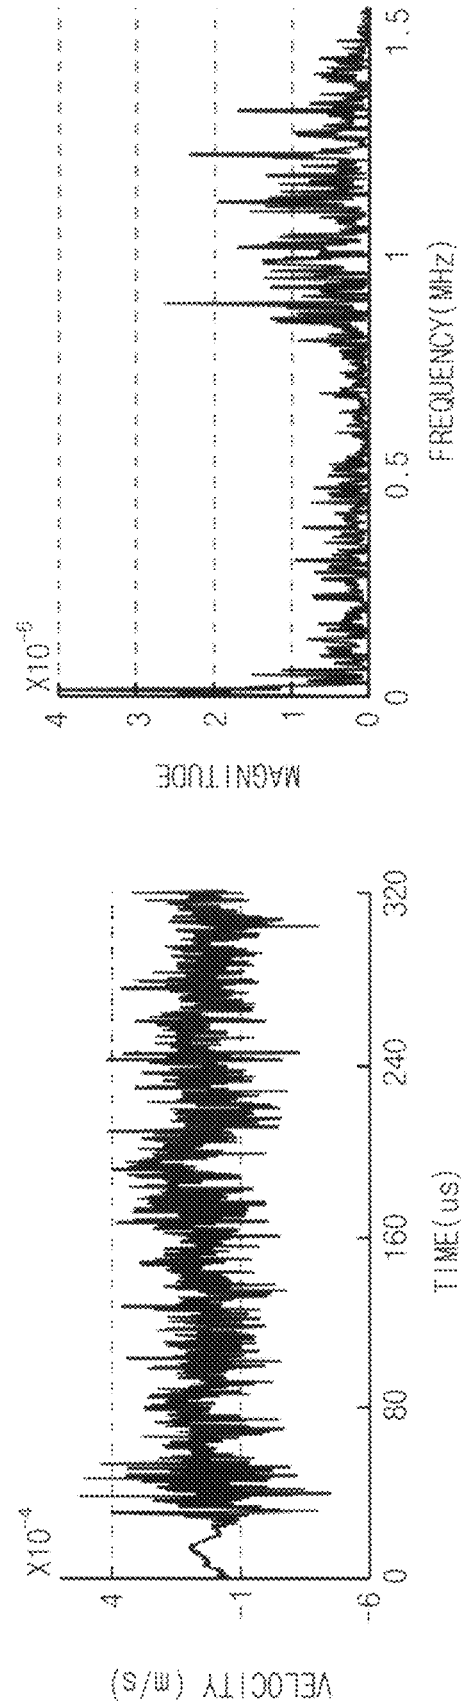 X10⁻⁴
VELOCITY (m/s)
4
-1
-6
0
80
160
240
320
TIME(us)
X10⁻⁵
MAGNITUDE
4
3
2
1
0
0
0.5
1
1.5
FREQUENCY(MHz)